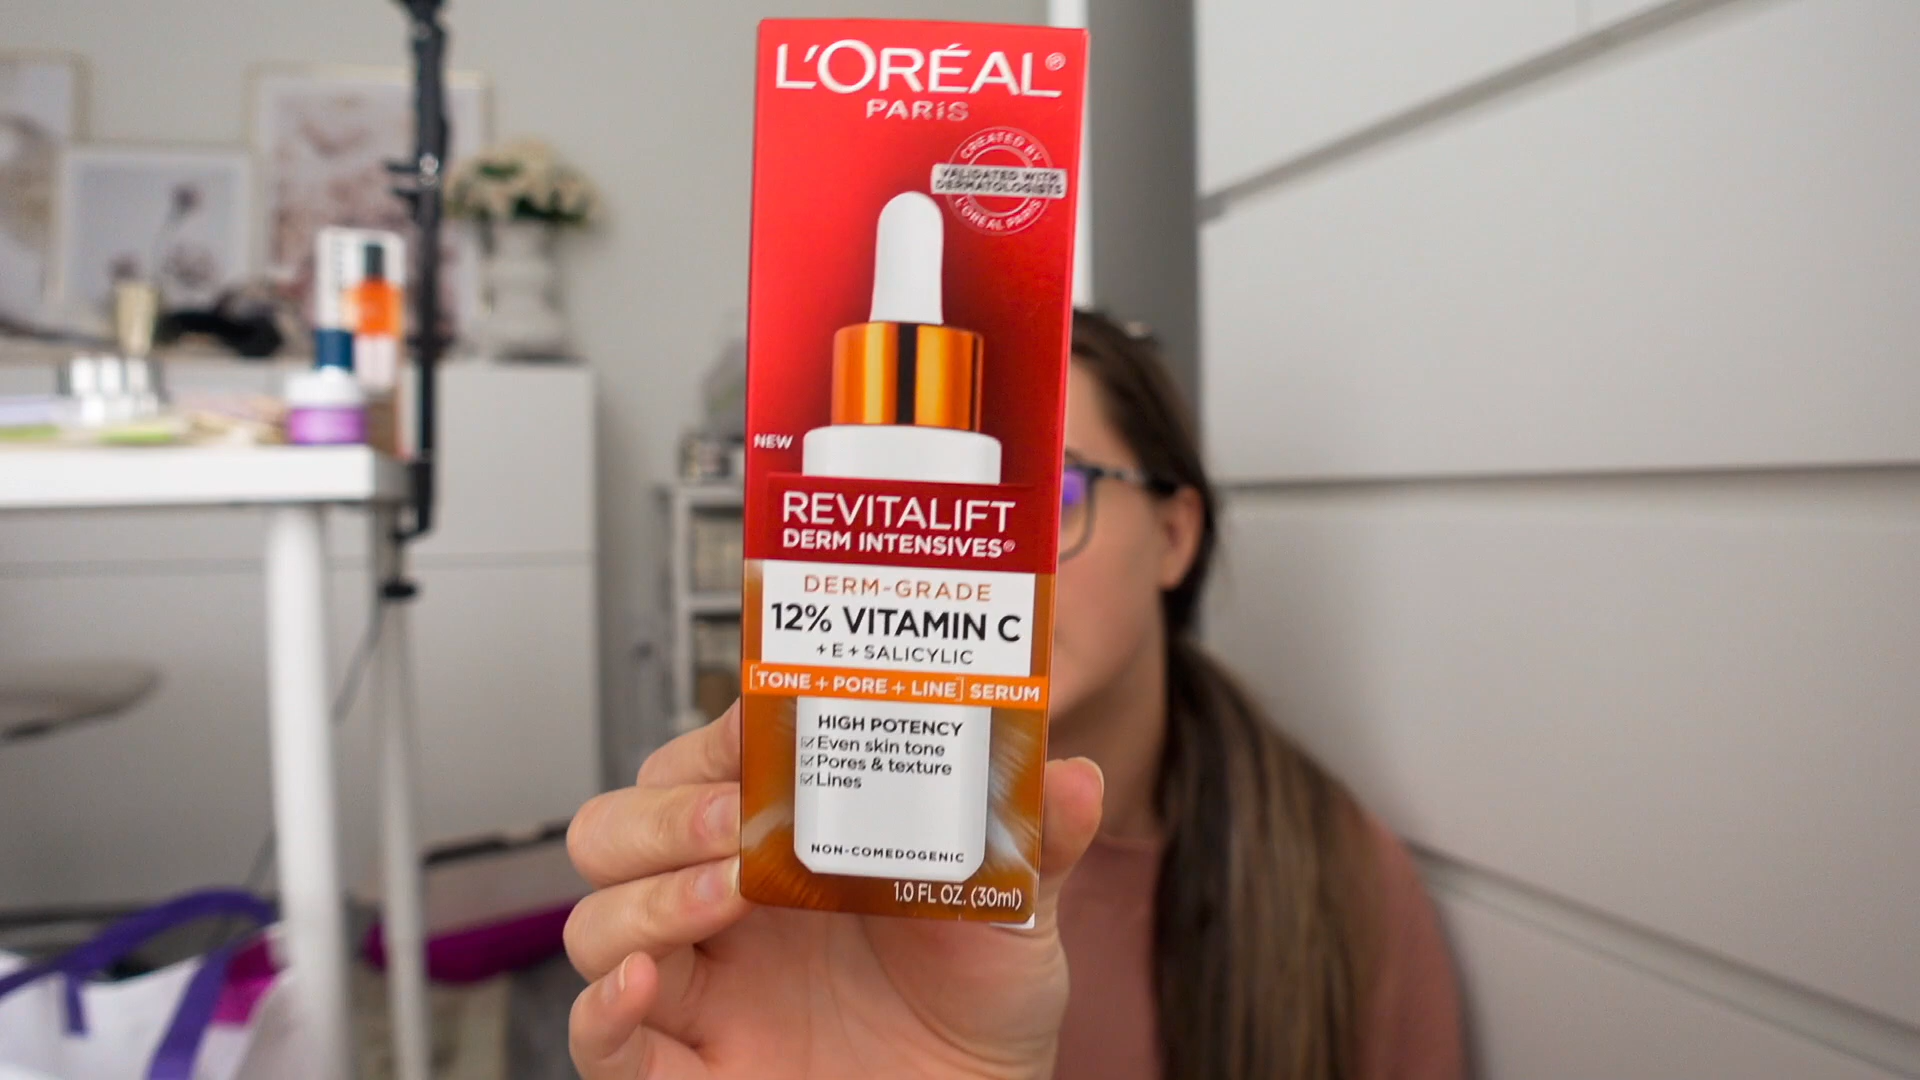 L'ORÉAL®
PARiS
CREATED BY
VALIDATED WITH
DERMATOLOGISTS
L'ORÉAL PARIS
NEW
REVITALIFT
DERM INTENSIVES®
DERM-GRADE
12% VITAMIN C
+E+SALICYLIC
[TONE + PORE + LINE] SERUM
HIGH POTENCY
Even skin tone
Pores & texture
Lines
NON-COMEDOGENIC
1.0 FL OZ. (30ml)